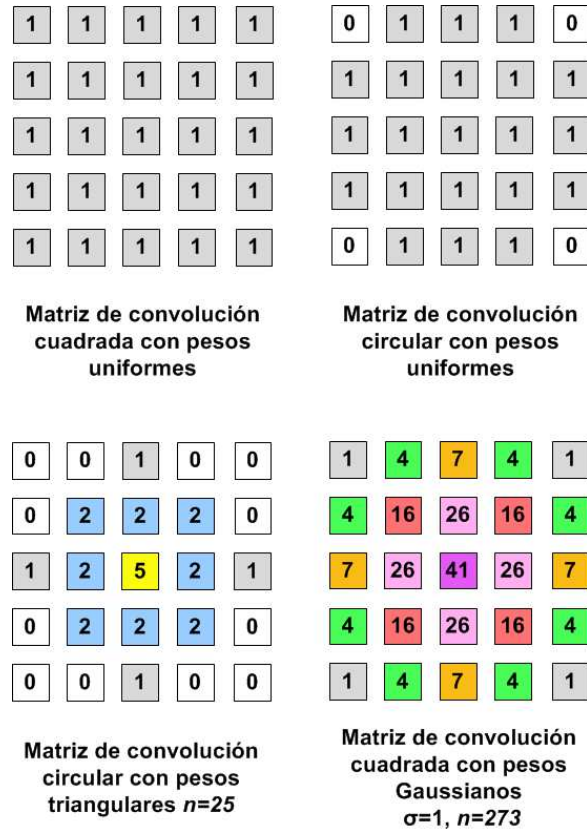 1 1 1 1 1
1 1 1 1 1
1 1 1 1 1
1 1 1 1 1
1 1 1 1 1
Matriz de convolución
cuadrada con pesos
uniformes
0 1 1 1 0
1 1 1 1 1
1 1 1 1 1
1 1 1 1 1
0 1 1 1 0
Matriz de convolución
circular con pesos
uniformes
0 0 1 0 0
0 2 2 2 0
1 2 5 2 1
0 2 2 2 0
0 0 1 0 0
Matriz de convolución
circular con pesos
triangulares n=25
1 4 7 4 1
4 16 26 16 4
7 26 41 26 7
4 16 26 16 4
1 4 7 4 1
Matriz de convolución
cuadrada con pesos
Gaussianos
σ=1, n=273